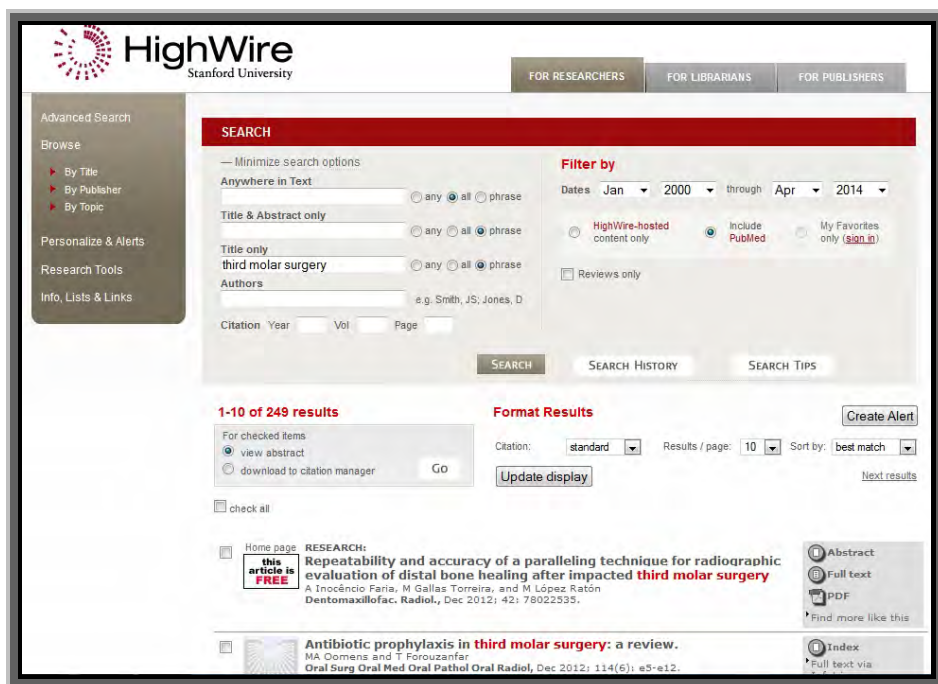 HighWire
Stanford University
FOR RESEARCHERS FOR LIBRARIANS FOR PUBLISHERS
Advanced Search
Browse
By Title
By Publisher
By Topic
Personalize & Alerts
Research Tools
Info, Lists & Links
SEARCH
— Minimize search options
Anywhere in Text
any all phrase
Title & Abstract only
any all phrase
Title only
third molar surgery any all phrase
Authors
e.g. Smith, JS; Jones, D
Citation Year Vol Page
Filter by
Dates Jan 2000 through Apr 2014
HighWire-hosted content only
Include PubMed
My Favorites only (sign in)
Reviews only
SEARCH SEARCH HISTORY SEARCH TIPS
1-10 of 249 results
For checked items
view abstract
download to citation manager
Go
Format Results
Create Alert
Citation: standard Results / page: 10 Sort by: best match
Update display
Next results
check all
Home page
this
article is
FREE
RESEARCH:
Repeatability and accuracy of a paralleling technique for radiographic
evaluation of distal bone healing after impacted third molar surgery
A Inocêncio Faria, M Gallas Torreira, and M López Ratón
Dentomaxillofac. Radiol., Dec 2012; 42: 78022535.
Abstract
Full text
PDF
Find more like this
Antibiotic prophylaxis in third molar surgery: a review.
MA Oomens and T Forouzanfar
Oral Surg Oral Med Oral Pathol Oral Radiol, Dec 2012; 114(6): e5-e12.
Index
Full text via